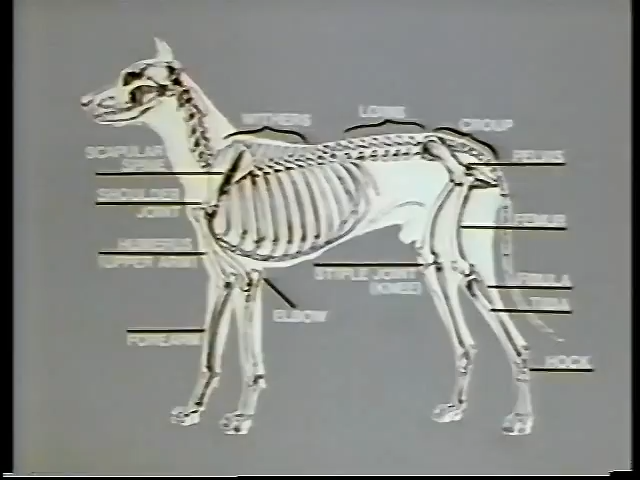 WITHERS
LOINS
CROUP
SCAPULAR
SPINE
PELVIS
SHOULDER
JOINT
FEMUR
HUMERUS
(UPPER ARM)
STIPLE JOINT
(KNEE)
FIBULA
TIBIA
ELBOW
FOREARM
HOCK